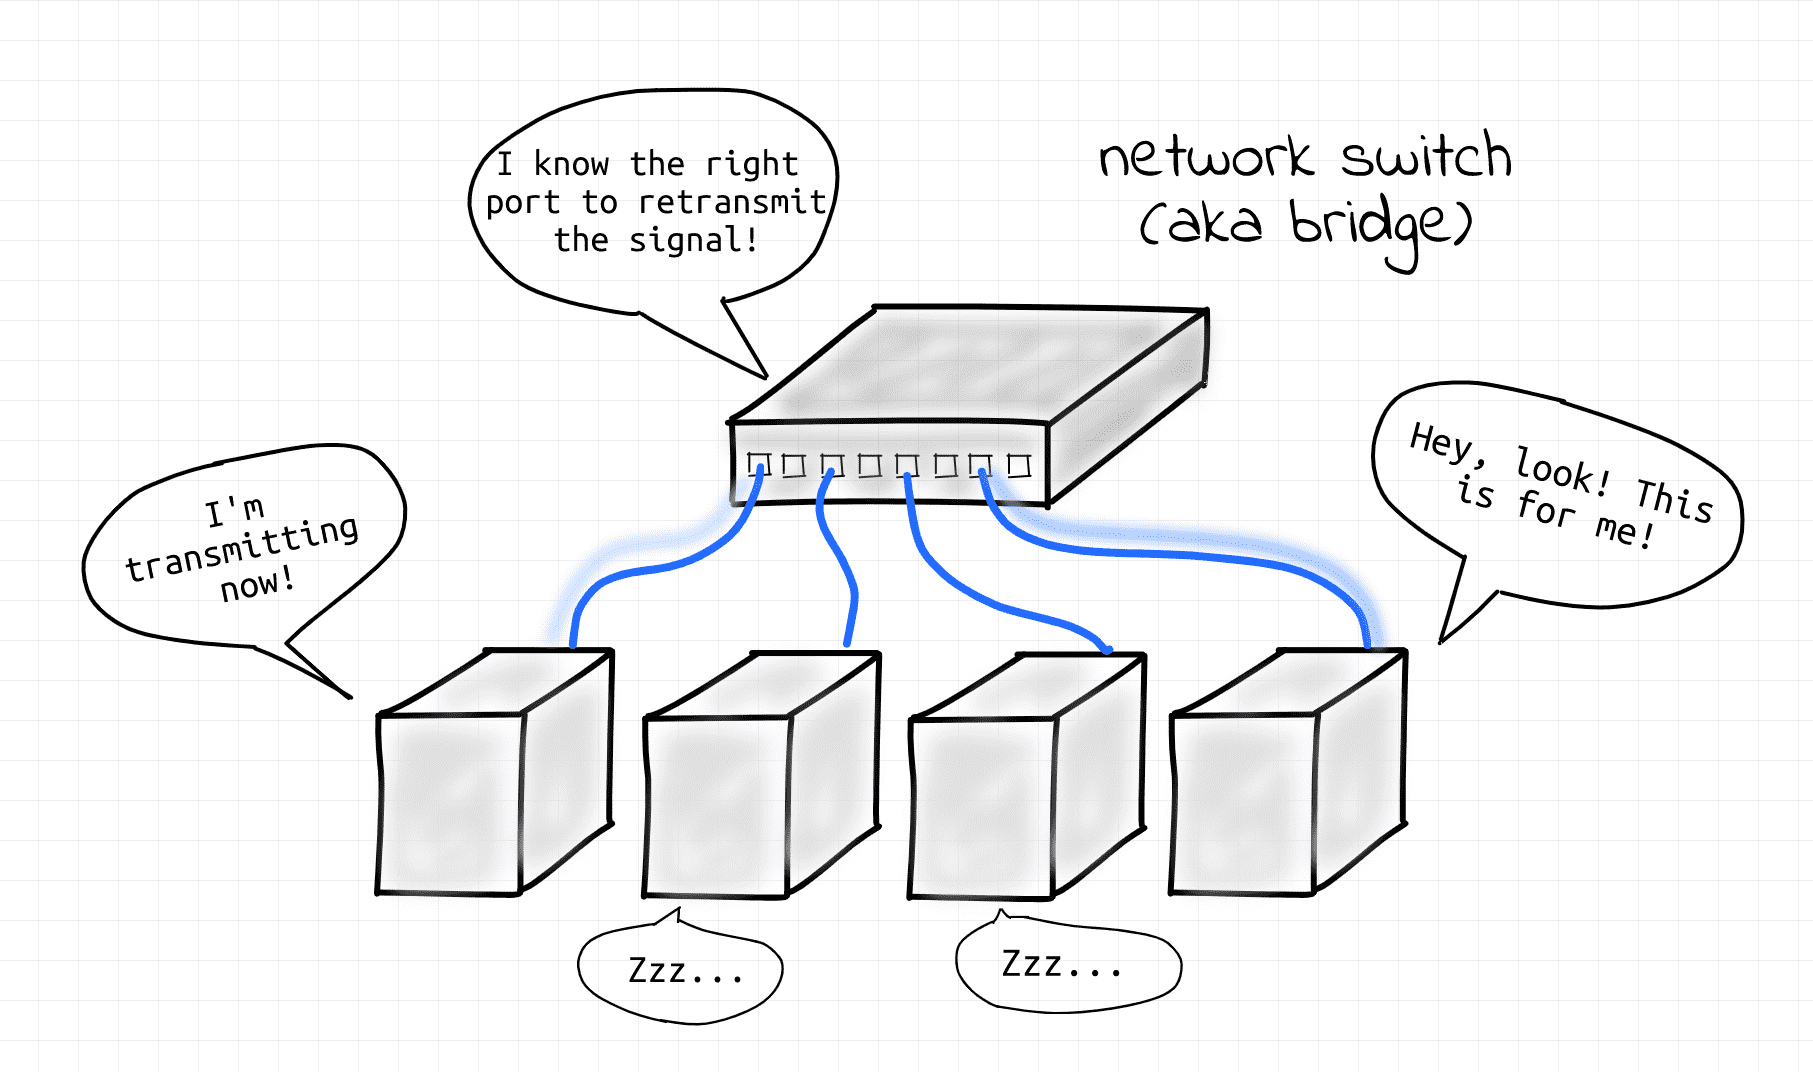 I know the right
port to retransmit
the signal!
network switch
(aka bridge)
I'm
transmitting
now!
Hey, look! This
is for me!
Zzz...
Zzz...